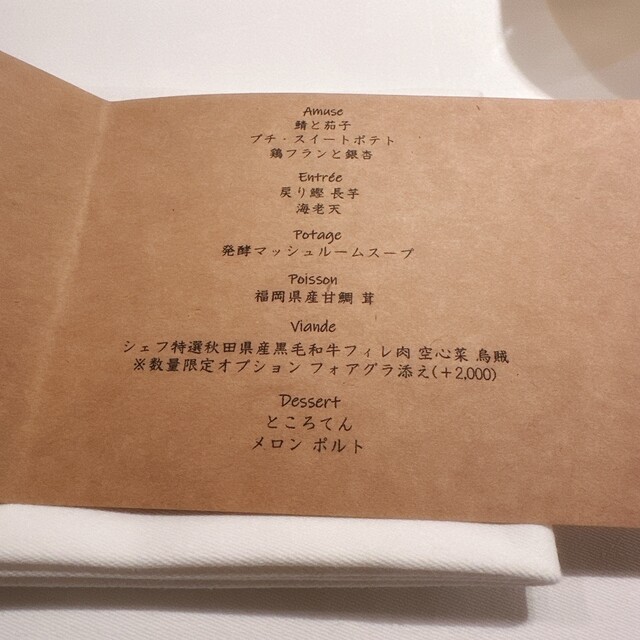 Amuse
鯖と茄子
プチ・スイートポテト
鶏フランと銀杏
Entrée
戻り鰹 長芋
海老天
Potage
発酵マッシュルームスープ
Poisson
福岡県産甘鯛 茸
Viande
シェフ特選秋田県産黒毛和牛フィレ肉 空心菜 烏賊
※数量限定オプション フォアグラ添え(+2,000)
Dessert
ところてん
メロン ポルト